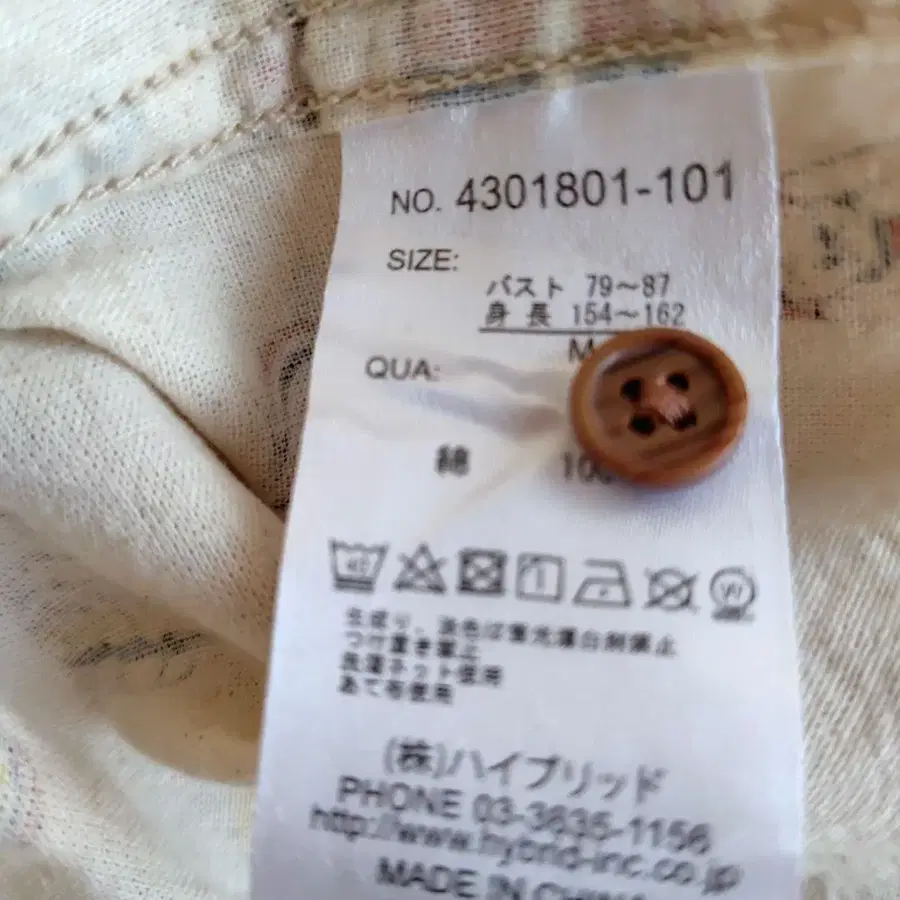 NO. 4301801-101
SIZE:
バスト 79～87
身長 154～162
M
QUA:
綿 100
生成り、淡色は蛍光漂白剤禁止
つけ置き禁止
洗濯ネット使用
あて布使用
(株)ハイブリッド
PHONE 03-3635-1156
http://www.hybrid-inc.co.jp
MADE IN CHINA